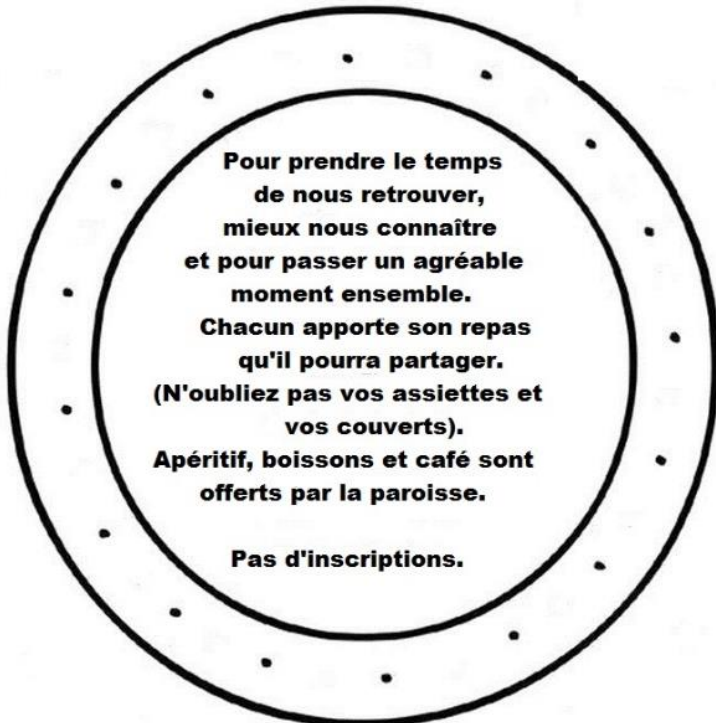 Pour prendre le temps
de nous retrouver,
mieux nous connaître
et pour passer un agréable
moment ensemble.
Chacun apporte son repas
qu'il pourra partager.
(N'oubliez pas vos assiettes et
vos couverts).
Apéritif, boissons et café sont
offerts par la paroisse.
Pas d'inscriptions.